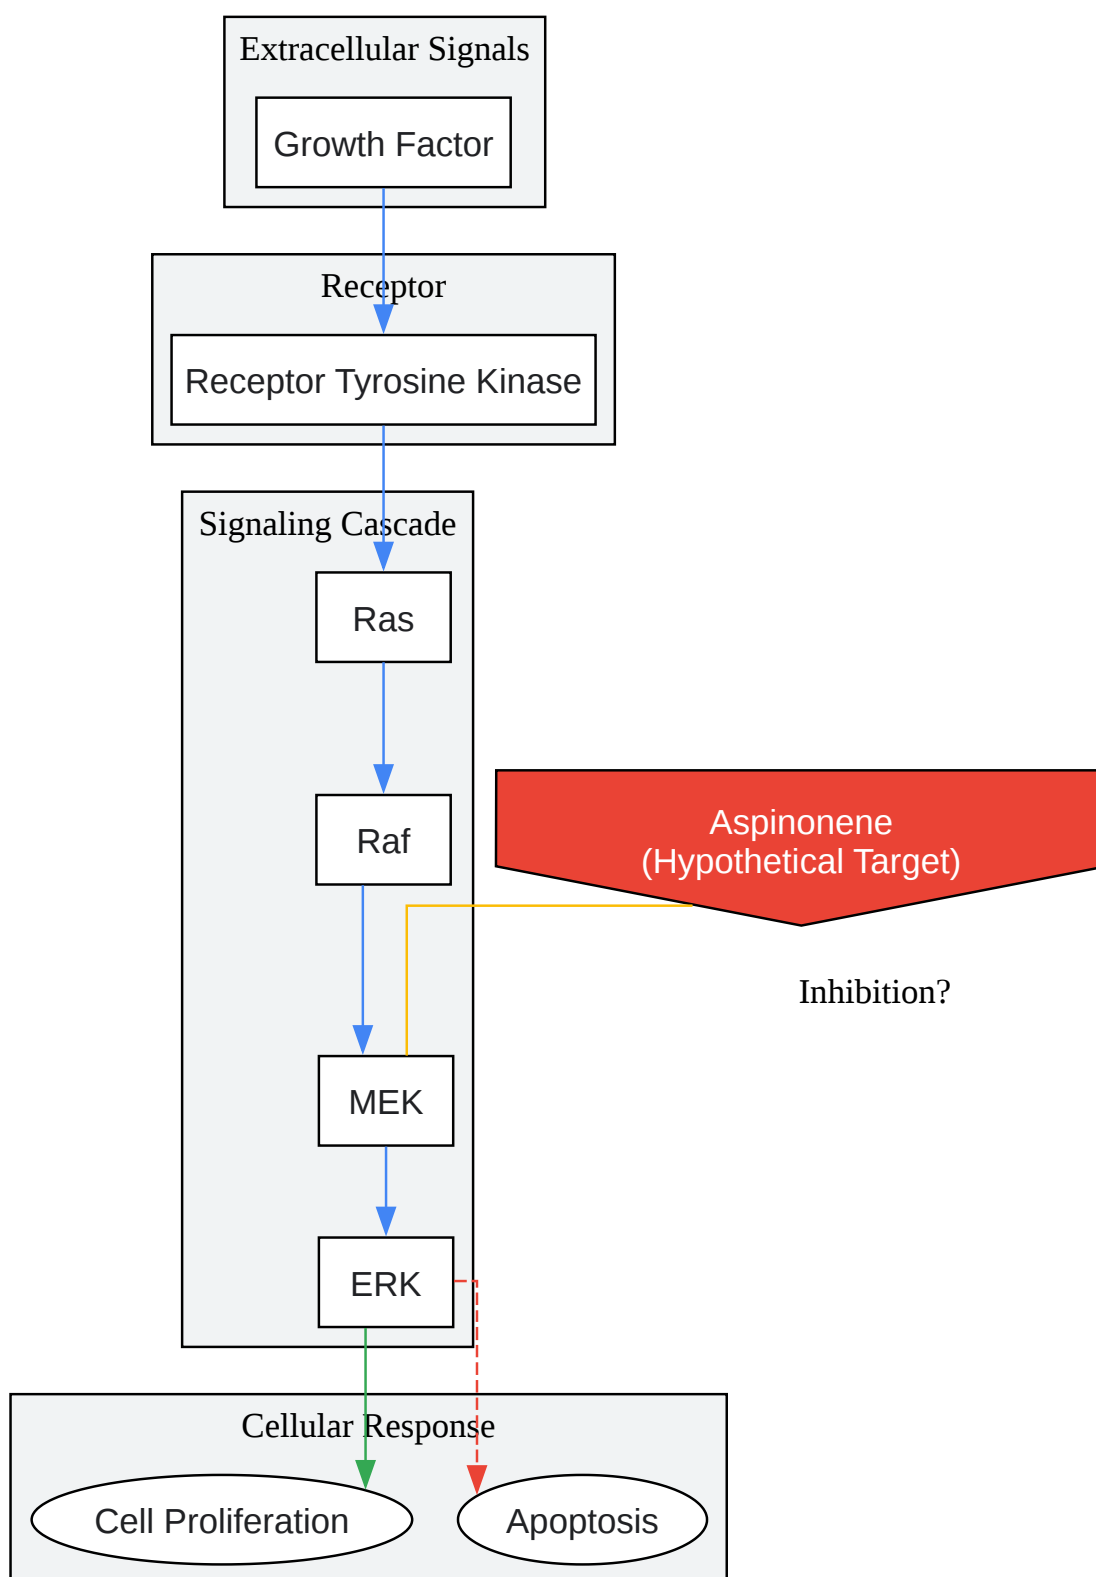 Extracellular Signals
Growth Factor
Receptor
Receptor Tyrosine Kinase
Signaling Cascade
Ras
Raf
Aspinonene
(Hypothetical Target)
Inhibition?
MEK
ERK
Cellular Response
Cell Proliferation
Apoptosis